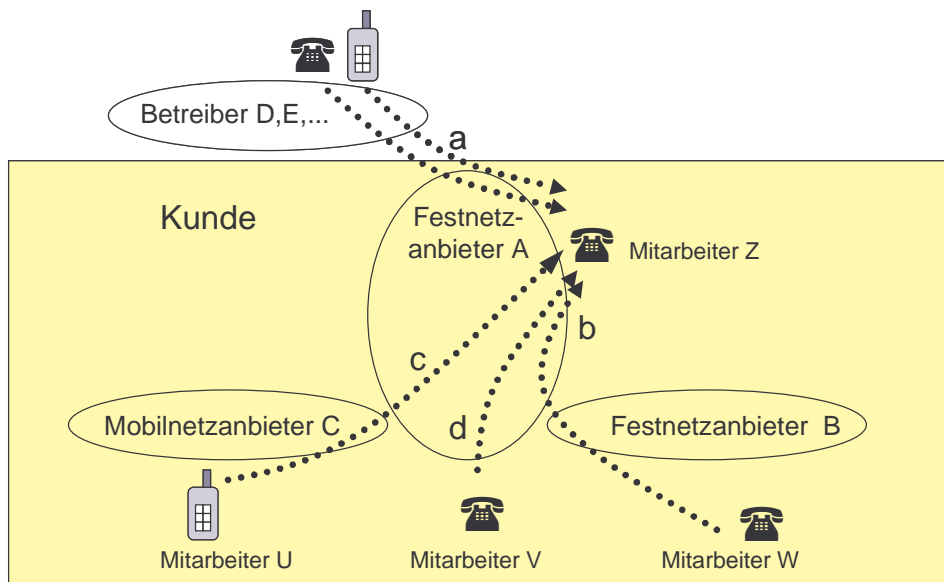 Betreiber D,E,...
a
Kunde
Festnetz-
anbieter A
Mitarbeiter Z
b
c
Mobilnetzanbieter C
d
Festnetzanbieter B
Mitarbeiter U
Mitarbeiter V
Mitarbeiter W